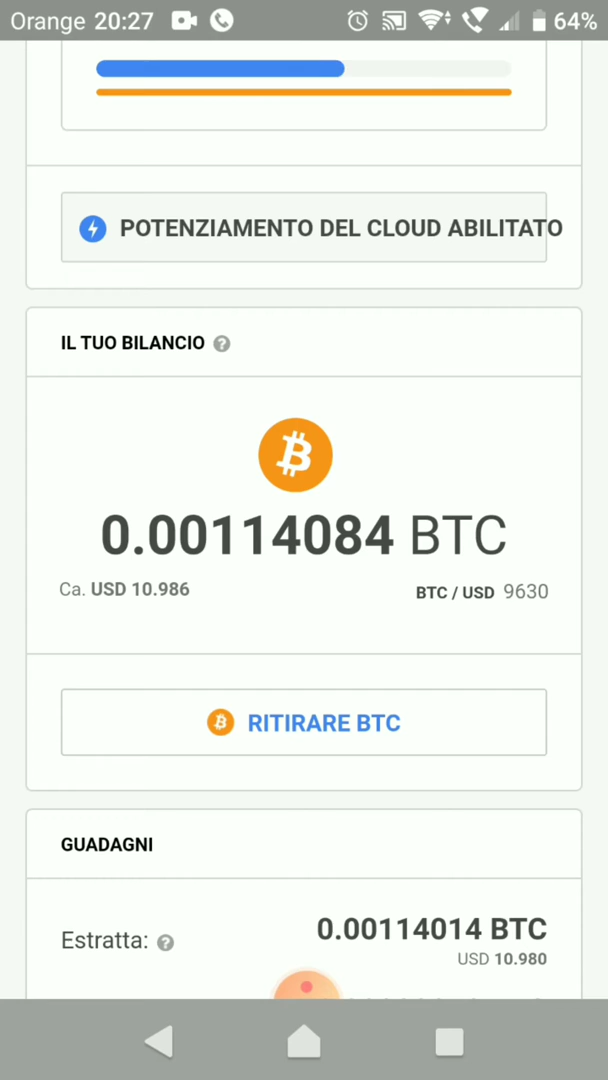 Orange 20:27 64%
POTENZIAMENTO DEL CLOUD ABILITATO
IL TUO BILANCIO ?
0.00114084 BTC
Ca. USD 10.986 BTC / USD 9630
RITIRARE BTC
GUADAGNI
0.00114014 BTC
Estratta: ?
USD 10.980